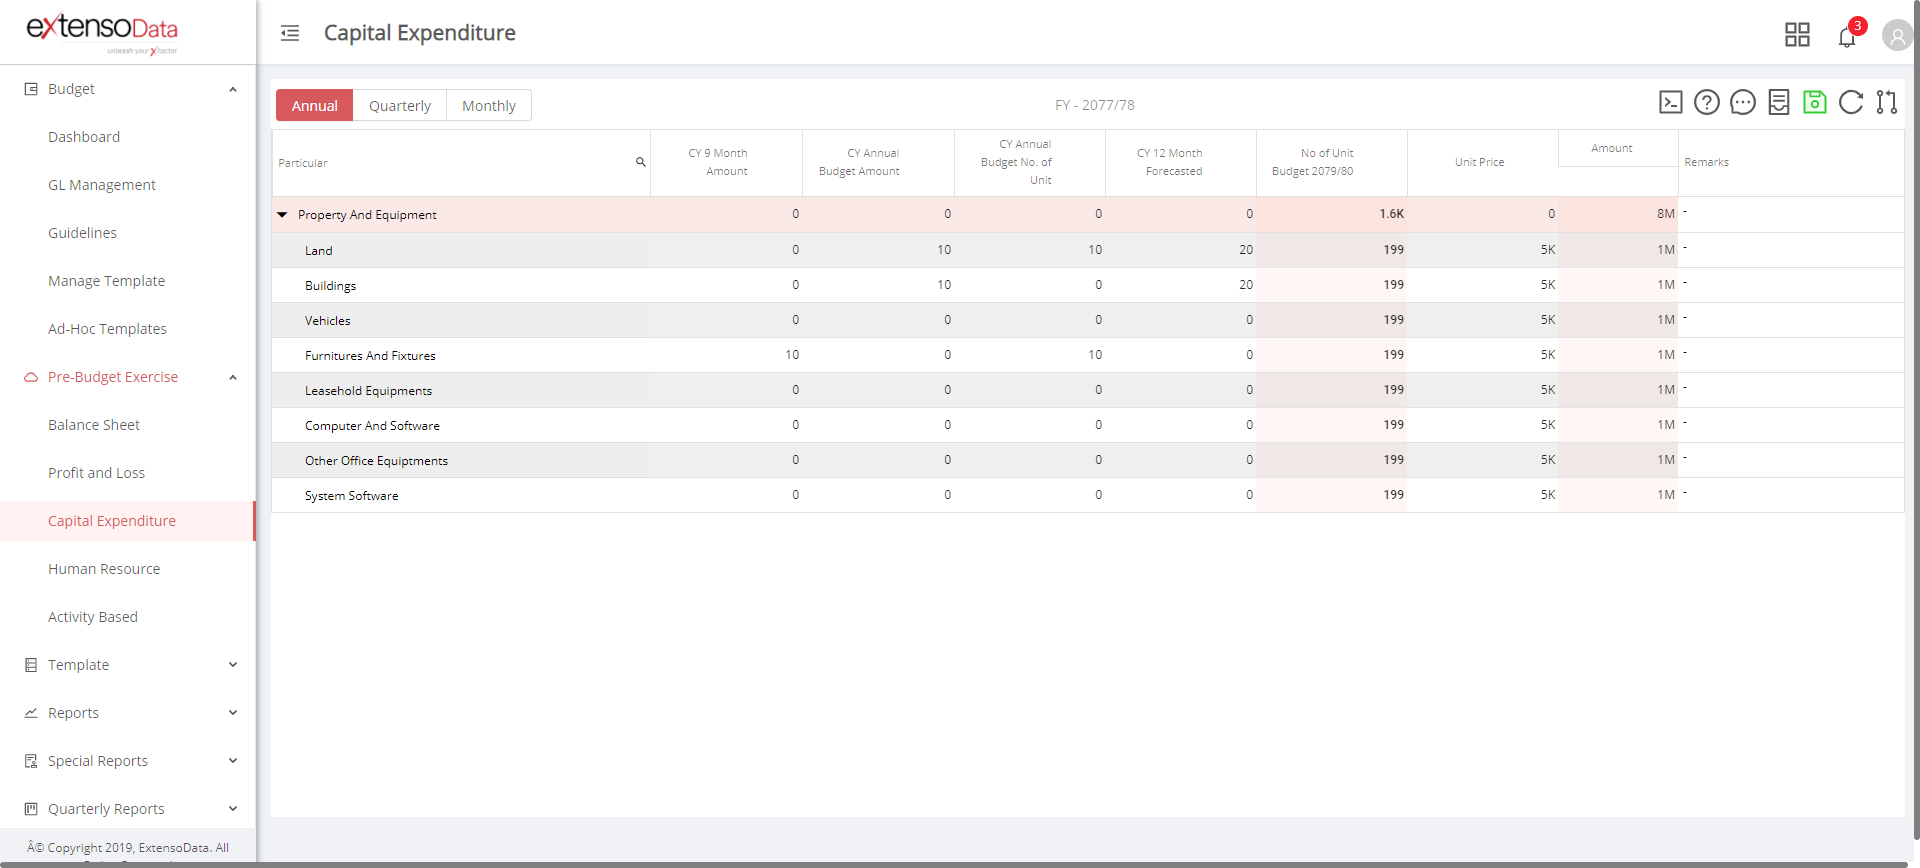 extensoData
unleash your Xfactor
Capital Expenditure
3
Budget
Dashboard
GL Management
Guidelines
Manage Template
Ad-Hoc Templates
Pre-Budget Exercise
Balance Sheet
Profit and Loss
Capital Expenditure
Human Resource
Activity Based
Template
Reports
Special Reports
Quarterly Reports
Â© Copyright 2019, ExtensoData. All
Annual Quarterly Monthly
FY - 2077/78
Particular
CY 9 Month
Amount
CY Annual
Budget Amount
CY Annual
Budget No. of
Unit
CY 12 Month
Forecasted
No of Unit
Budget 2079/80
Unit Price
Amount
Remarks
Property And Equipment 0 0 0 0 1.6K 0 8M -
Land 0 10 10 20 199 5K 1M -
Buildings 0 10 0 20 199 5K 1M -
Vehicles 0 0 0 0 199 5K 1M -
Furnitures And Fixtures 10 0 10 0 199 5K 1M -
Leasehold Equipments 0 0 0 0 199 5K 1M -
Computer And Software 0 0 0 0 199 5K 1M -
Other Office Equiptments 0 0 0 0 199 5K 1M -
System Software 0 0 0 0 199 5K 1M -